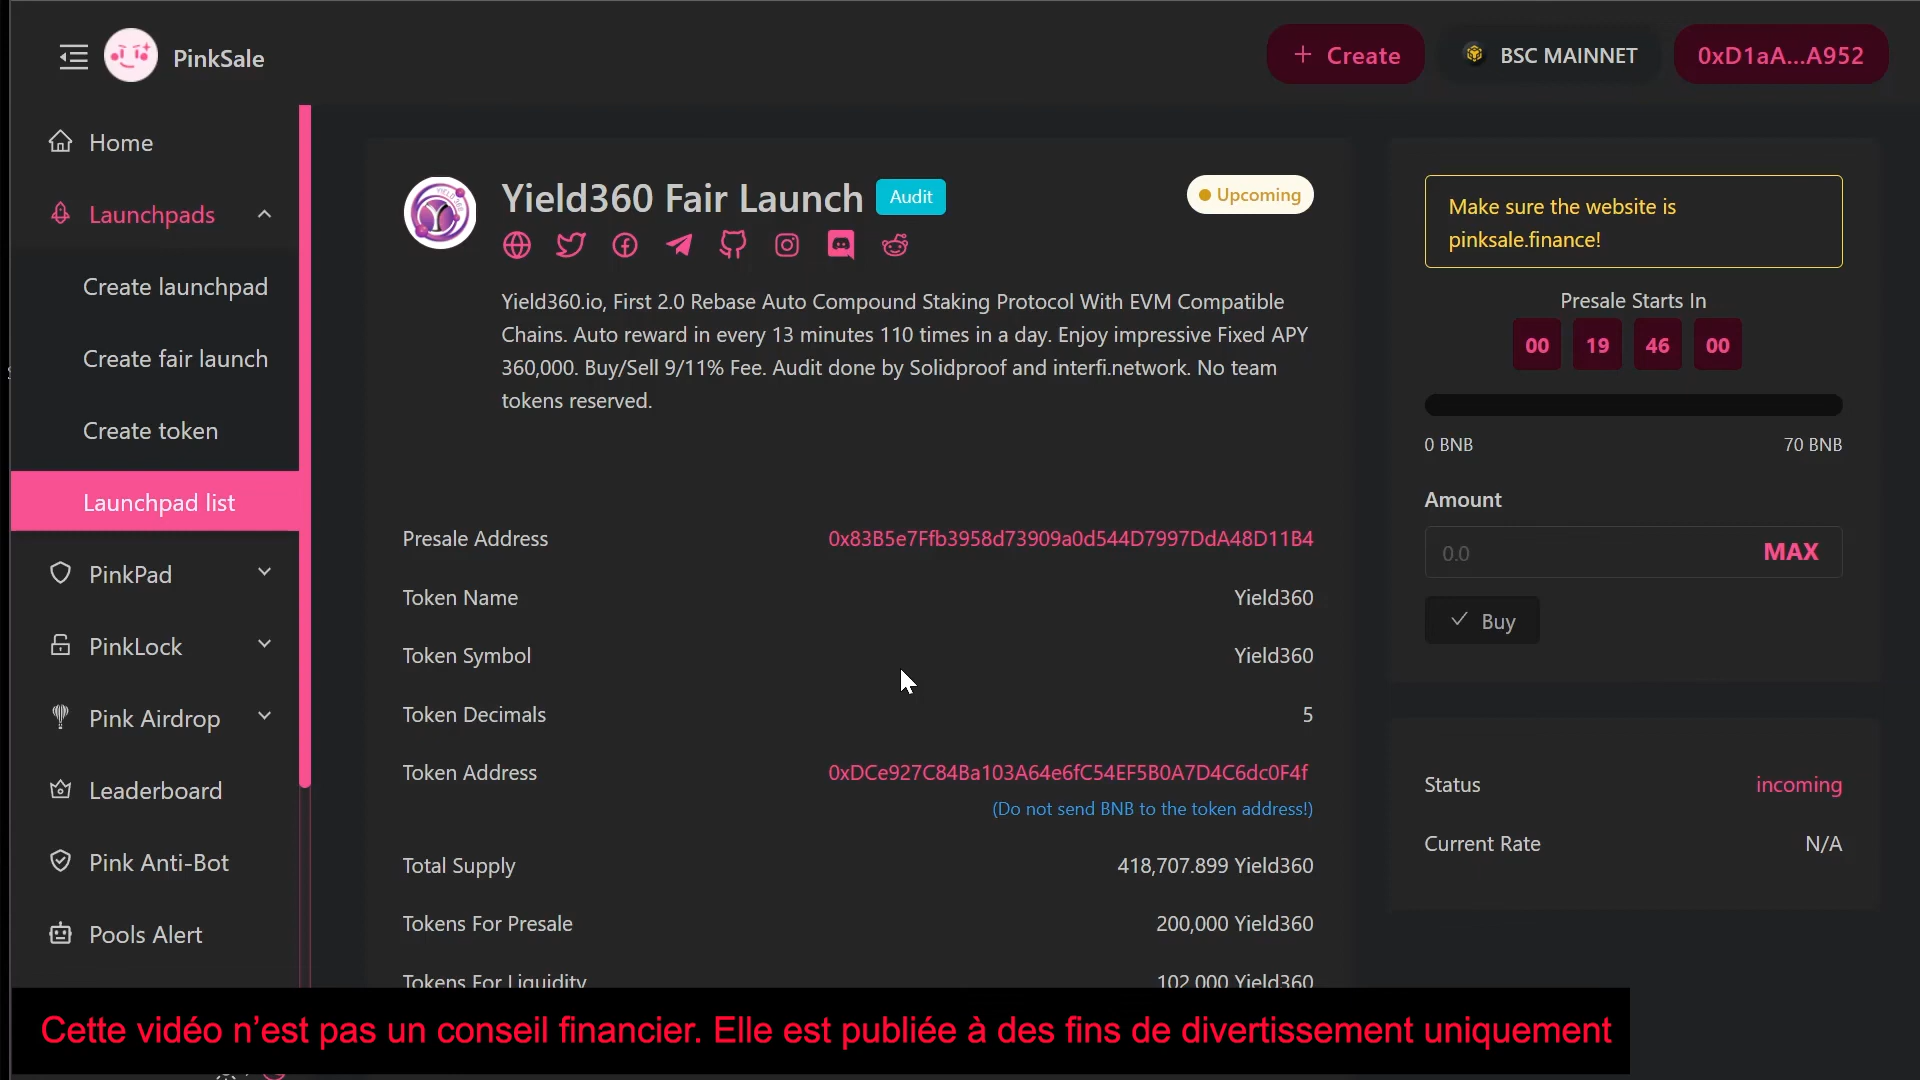 PinkSale
+ Create
BSC MAINNET
0xD1aA...A952
Home
Launchpads
Create launchpad
Create fair launch
Create token
Launchpad list
PinkPad
PinkLock
Pink Airdrop
Leaderboard
Pink Anti-Bot
Pools Alert
Yield360 Fair Launch
Audit
Upcoming
Yield360.io, First 2.0 Rebase Auto Compound Staking Protocol With EVM Compatible
Chains. Auto reward in every 13 minutes 110 times in a day. Enjoy impressive Fixed APY
360,000. Buy/Sell 9/11% Fee. Audit done by Solidproof and interfi.network. No team
tokens reserved.
Presale Address 0x83B5e7Ffb3958d73909a0d544D7997DdA48D11B4
Token Name Yield360
Token Symbol Yield360
Token Decimals 5
Token Address 0xDCe927C84Ba103A64e6fC54EF5B0A7D4C6dc0F4f
(Do not send BNB to the token address!)
Total Supply 418,707.899 Yield360
Tokens For Presale 200,000 Yield360
Tokens For Liquidity 102,000 Yield360
Make sure the website is
pinksale.finance!
Presale Starts In
00 19 46 00
0 BNB 70 BNB
Amount
0.0 MAX
Buy
Status incoming
Current Rate N/A
Cette vidéo n’est pas un conseil financier. Elle est publiée à des fins de divertissement uniquement